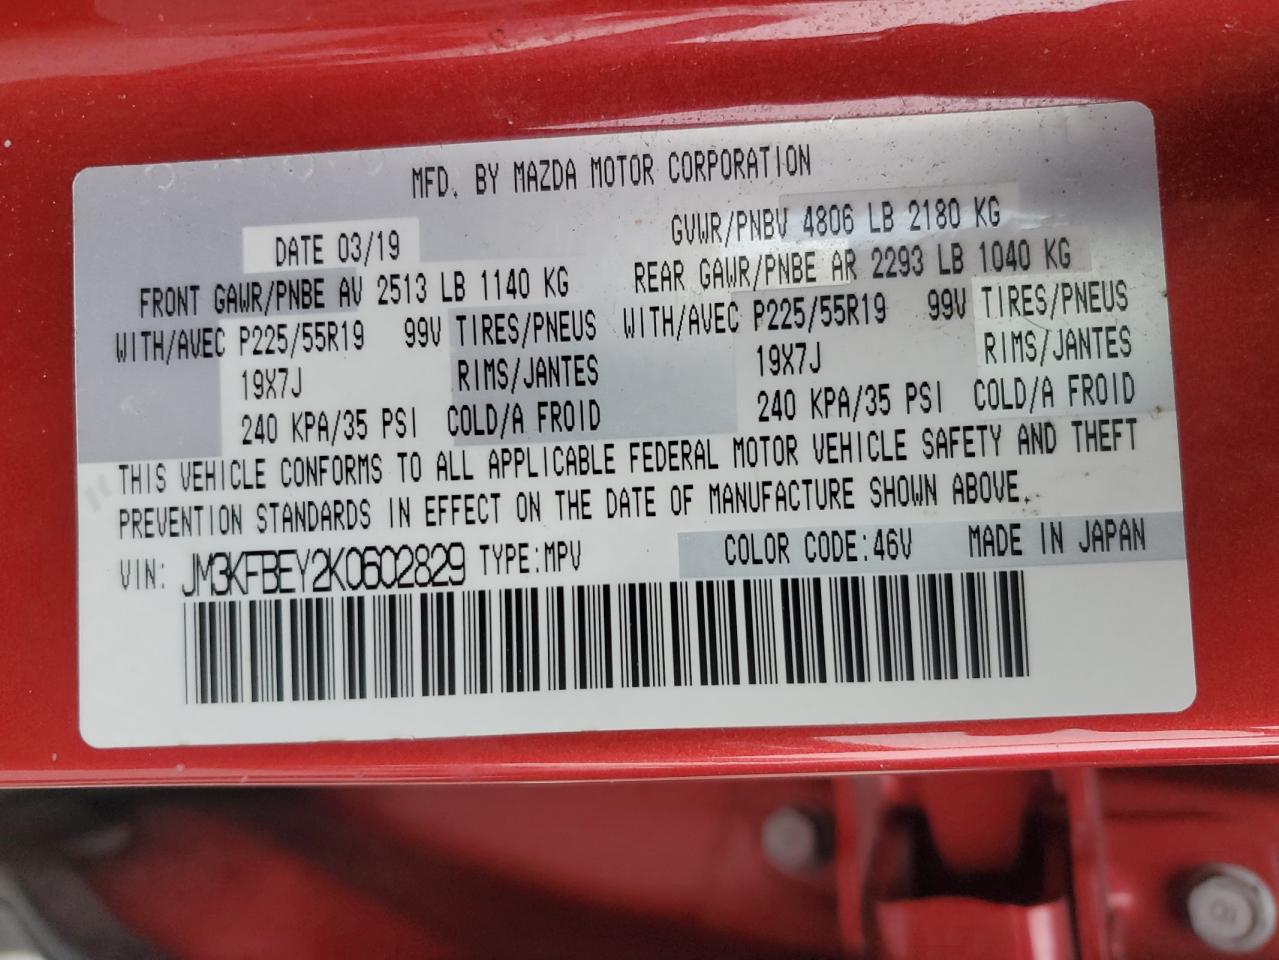 MFD. BY MAZDA MOTOR CORPORATION
DATE 03/19 GVWR/PNBV 4806 LB 2180 KG
FRONT GAWR/PNBE AV 2513 LB 1140 KG REAR GAWR/PNBE AR 2293 LB 1040 KG
WITH/AVEC P225/55R19 99V TIRES/PNEUS WITH/AVEC P225/55R19 99V TIRES/PNEUS
19X7J RIMS/JANTES 19X7J RIMS/JANTES
240 KPA/35 PSI COLD/A FROID 240 KPA/35 PSI COLD/A FROID
THIS VEHICLE CONFORMS TO ALL APPLICABLE FEDERAL MOTOR VEHICLE SAFETY AND THEFT
PREVENTION STANDARDS IN EFFECT ON THE DATE OF MANUFACTURE SHOWN ABOVE.
VIN: JM3KFBEY2K0602829 TYPE:MPV COLOR CODE:46V MADE IN JAPAN